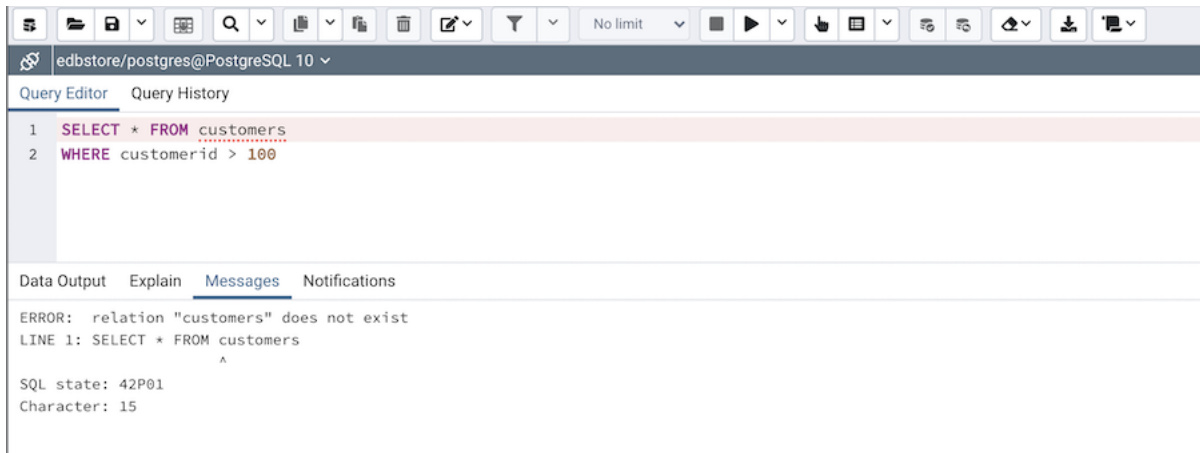 No limit
edbstore/postgres@PostgreSQL 10
Query Editor Query History
1 SELECT * FROM customers
2 WHERE customerid > 100
Data Output Explain Messages Notifications
ERROR:  relation "customers" does not exist
LINE 1: SELECT * FROM customers
^
SQL state: 42P01
Character: 15